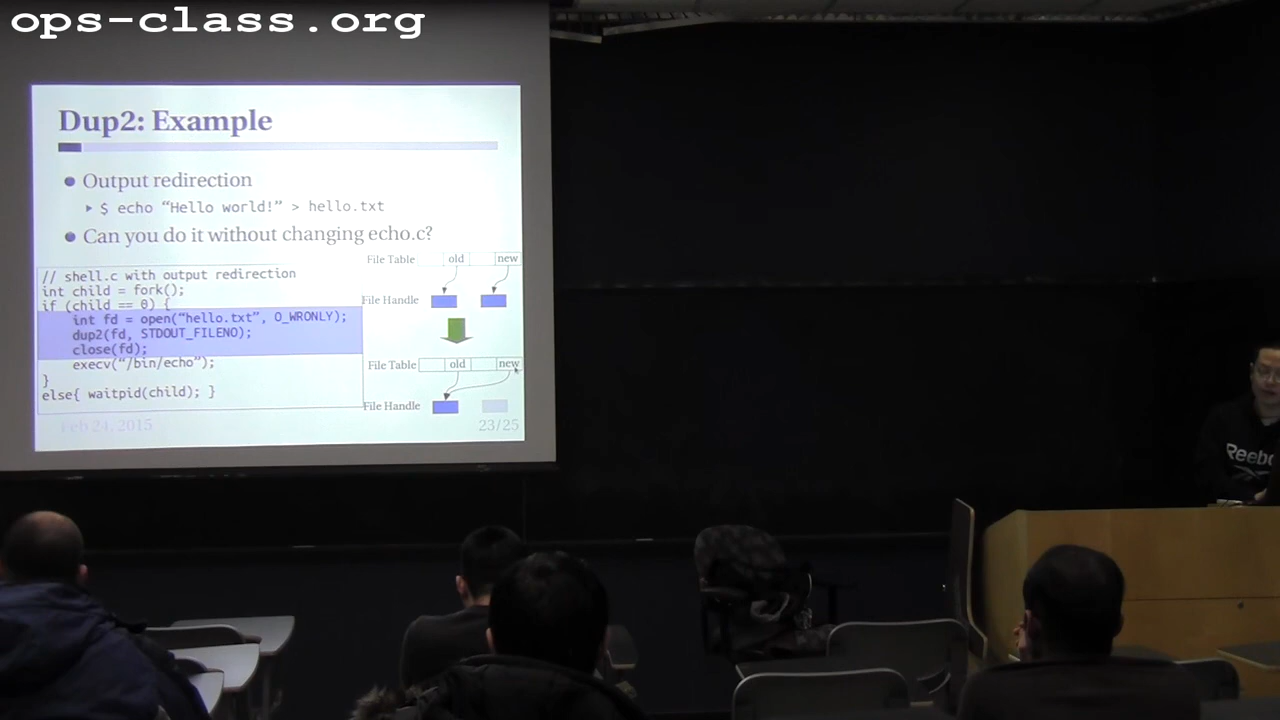 ops-class.org
Dup2: Example
Output redirection
$ echo “Hello world!” > hello.txt
Can you do it without changing echo.c?
// shell.c with output redirection
int child = fork();
if (child == 0) {
int fd = open(“hello.txt”, O_WRONLY);
dup2(fd, STDOUT_FILENO);
close(fd);
execv(“/bin/echo”);
}
else{ waitpid(child); }
File Table old new
File Handle
File Table old new
File Handle
Feb 24, 2015
23/25
Reebo